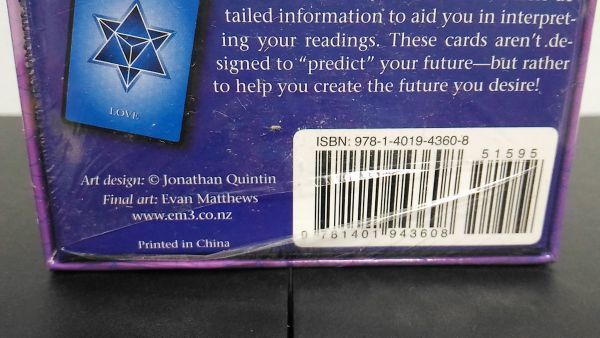 tailed information to aid you in interpret-
ing your readings. These cards aren't de-
signed to “predict” your future—but rather
to help you create the future you desire!
LOVE
ISBN: 978-1-4019-4360-8
51595
9 781401 943608
Art design: © Jonathan Quintin
Final art: Evan Matthews
www.em3.co.nz
Printed in China